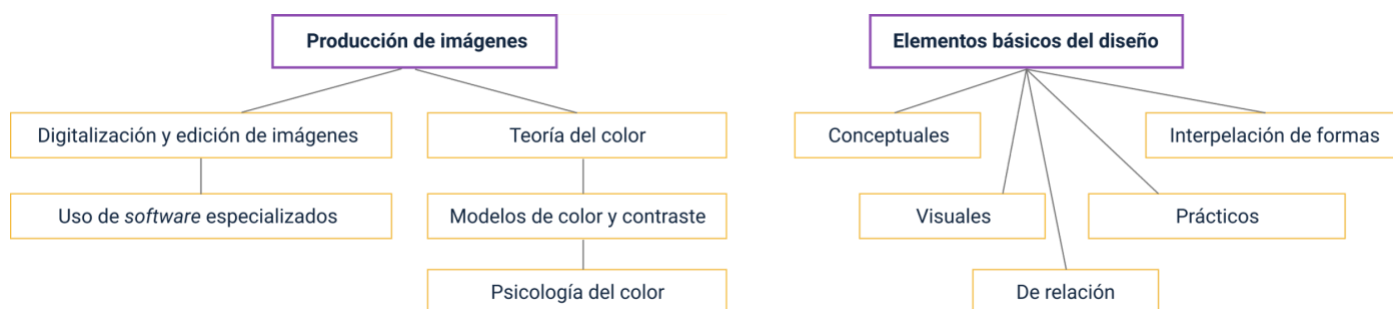 Producción de imágenes
Digitalización y edición de imágenes
Teoría del color
Uso de software especializados
Modelos de color y contraste
Psicología del color
Elementos básicos del diseño
Conceptuales
Interpelación de formas
Visuales
Prácticos
De relación